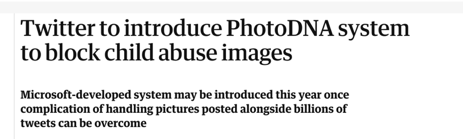 Twitter to introduce PhotoDNA system
to block child abuse images
Microsoft-developed system may be introduced this year once
complication of handling pictures posted alongside billions of
tweets can be overcome